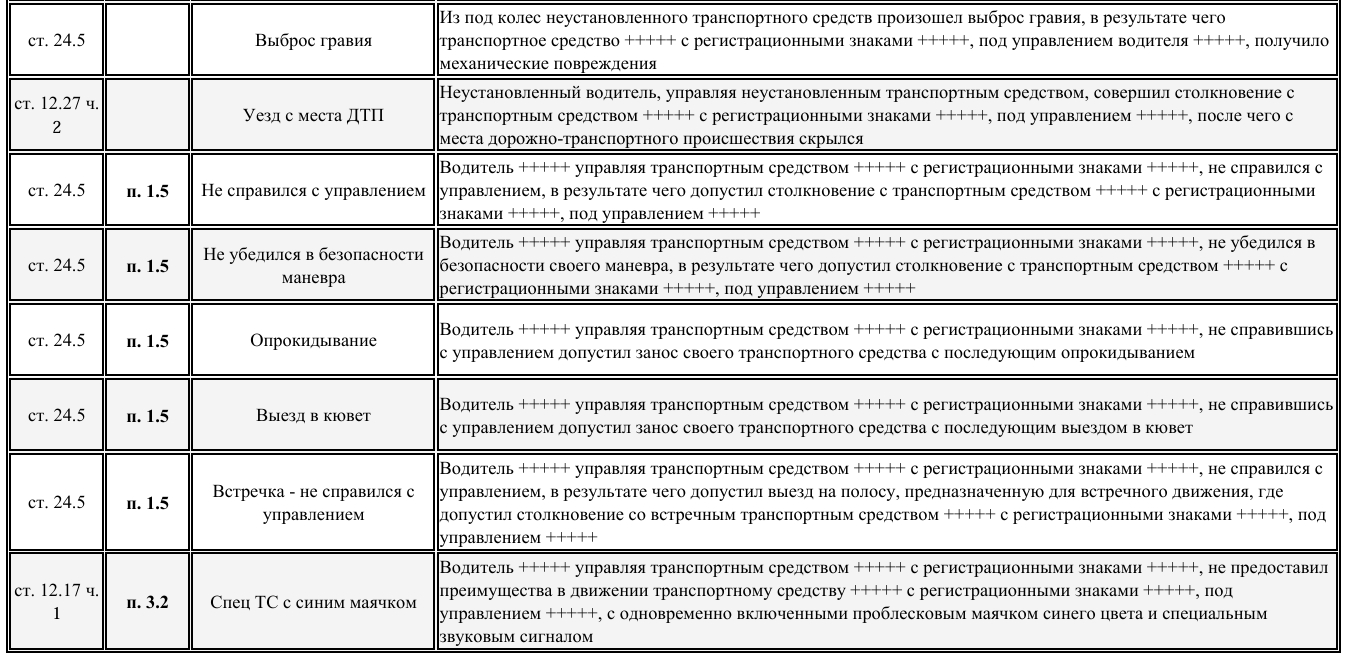 ст. 24.5
Выброс гравия
Из под колес неустановленного транспортного средств произошел выброс гравия, в результате чего
транспортное средство +++++ с регистрационными знаками +++++, под управлением водителя +++++, получило
механические повреждения
ст. 12.27 ч.
2
Уезд с места ДТП
Неустановленный водитель, управляя неустановленным транспортным средством, совершил столкновение с
транспортным средством +++++ с регистрационными знаками +++++, под управлением +++++, после чего с
места дорожно-транспортного происшествия скрылся
ст. 24.5
п. 1.5
Не справился с управлением
Водитель +++++ управляя транспортным средством +++++ с регистрационными знаками +++++, не справился с
управлением, в результате чего допустил столкновение с транспортным средством +++++ с регистрационными
знаками +++++, под управлением +++++
ст. 24.5
п. 1.5
Не убедился в безопасности
маневра
Водитель +++++ управляя транспортным средством +++++ с регистрационными знаками +++++, не убедился в
безопасности своего маневра, в результате чего допустил столкновение с транспортным средством +++++ с
регистрационными знаками +++++, под управлением +++++
ст. 24.5
п. 1.5
Опрокидывание
Водитель +++++ управляя транспортным средством +++++ с регистрационными знаками +++++, не справившись
с управлением допустил занос своего транспортного средства с последующим опрокидыванием
ст. 24.5
п. 1.5
Выезд в кювет
Водитель +++++ управляя транспортным средством +++++ с регистрационными знаками +++++, не справившись
с управлением допустил занос своего транспортного средства с последующим выездом в кювет
ст. 24.5
п. 1.5
Встречка - не справился с
управлением
Водитель +++++ управляя транспортным средством +++++ с регистрационными знаками +++++, не справился с
управлением, в результате чего допустил выезд на полосу, предназначенную для встречного движения, где
допустил столкновение со встречным транспортным средством +++++ с регистрационными знаками +++++, под
управлением +++++
ст. 12.17 ч.
1
п. 3.2
Спец ТС с синим маячком
Водитель +++++ управляя транспортным средством +++++ с регистрационными знаками +++++, не предоставил
преимущества в движении транспортному средству +++++ с регистрационными знаками +++++, под
управлением +++++, с одновременно включенными проблесковым маячком синего цвета и специальным
звуковым сигналом